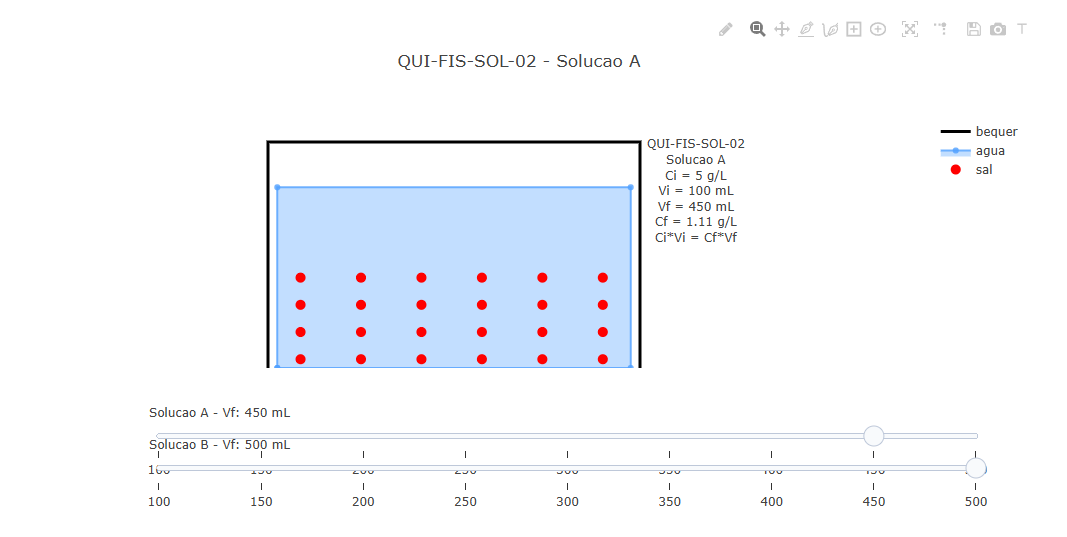 T
QUI-FIS-SOL-02 - Solucao A
bequer
agua
sal
QUI-FIS-SOL-02
Solucao A
Ci = 5 g/L
Vi = 100 mL
Vf = 450 mL
Cf = 1.11 g/L
Ci*Vi = Cf*Vf
Solucao A - Vf: 450 mL
Solucao B - Vf: 500 mL
100 150 200 250 300 350 400 450
100 150 200 250 300 350 400 450 500